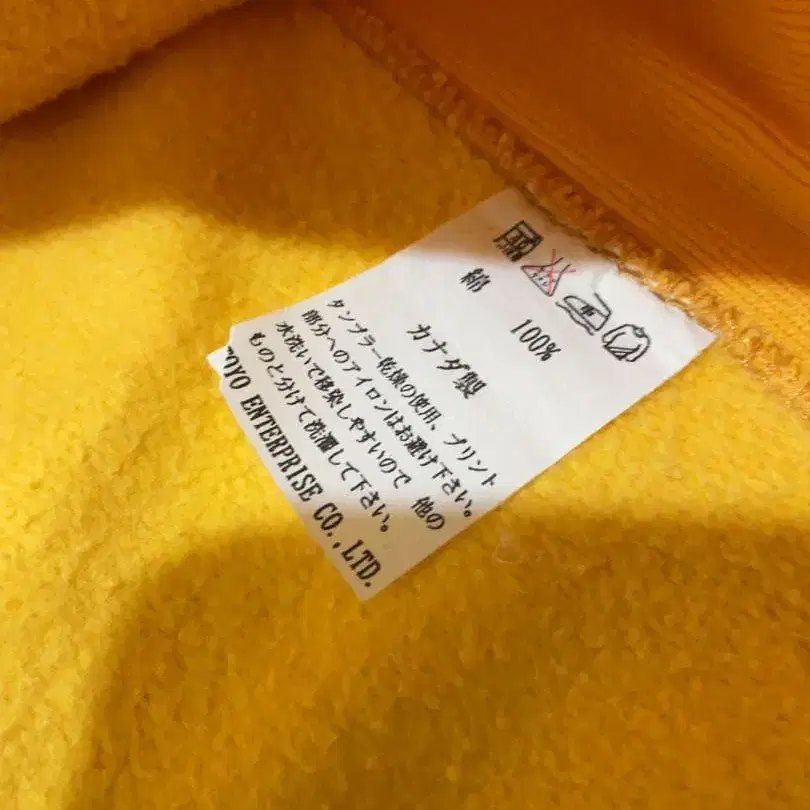 綿 100%
カナダ製
タンブラー乾燥の使用、プリント
部分へのアイロンはお避け下さい。
水洗いで移染しやすいので 他の
ものと分けて洗濯して下さい。
TOYO ENTERPRISE CO.,LTD.